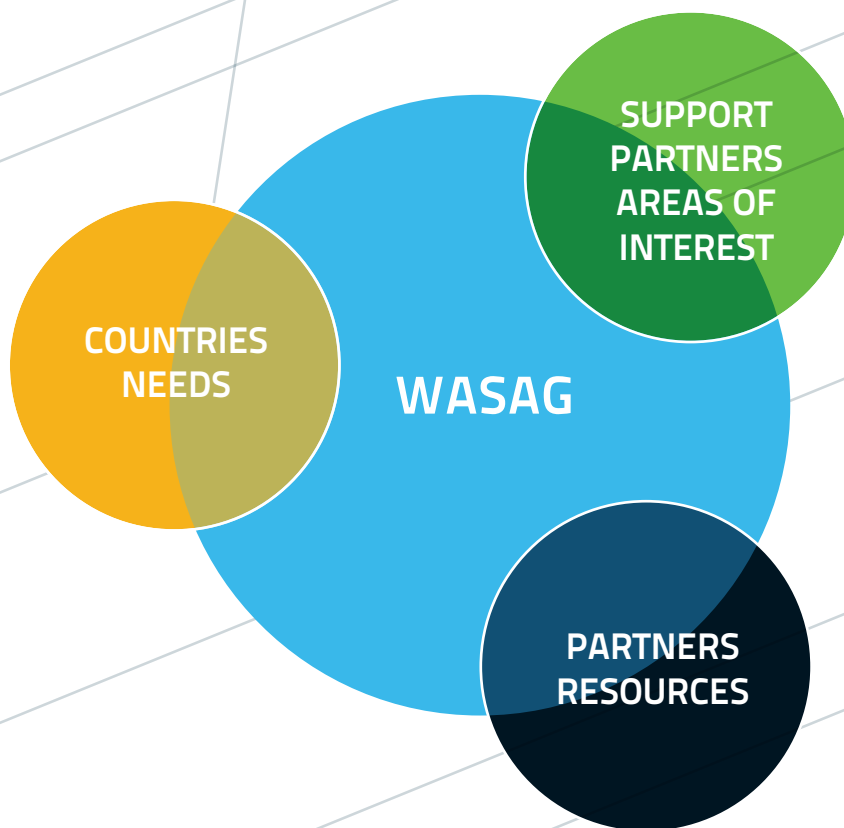 SUPPORT
PARTNERS
AREAS OF
INTEREST
COUNTRIES
NEEDS
WASAG
PARTNERS
RESOURCES